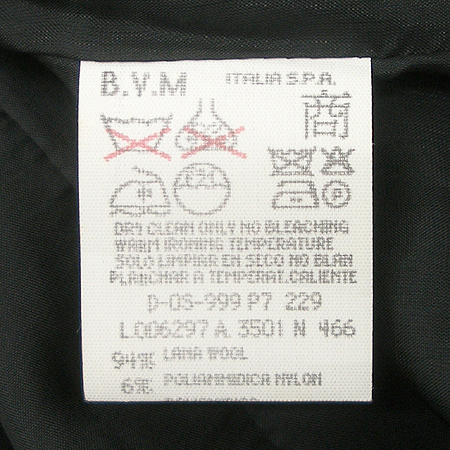 B.V.M ITALIA S.P.A.
DRY CLEAN ONLY NO BLEACHING
WARM IRONING TEMPERATURE
SOLO LIMPIAR EN SECO NO BLAN
PLANCHAR A TEMPERAT.CALIENTE
D-05-999 P7 229
LQD6297 A 3501 N 466
94% LANA WOOL
6% POLIAMMIDICA NYLON